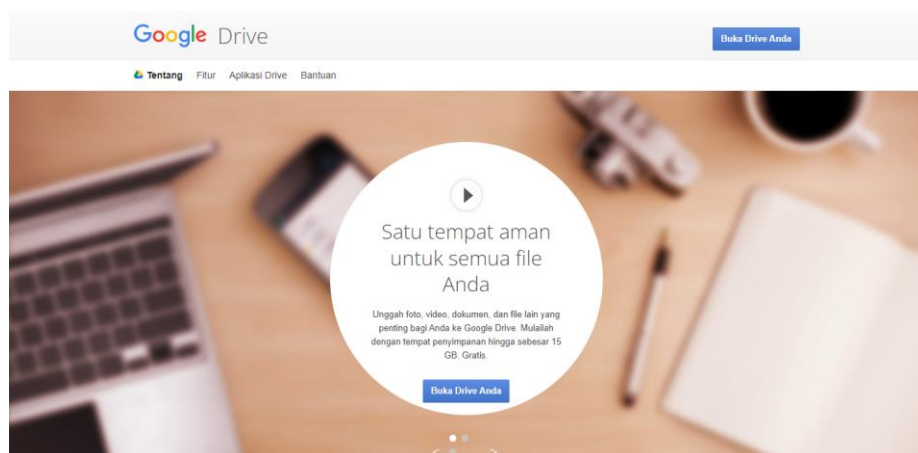 Google Drive
Buka Drive Anda
Tentang Fitur Aplikasi Drive Bantuan
Satu tempat aman
untuk semua file
Anda
Unggah foto, video, dokumen, dan file lain yang
penting bagi Anda ke Google Drive. Mulailah
dengan tempat penyimpanan hingga sebesar 15
GB. Gratis.
Buka Drive Anda